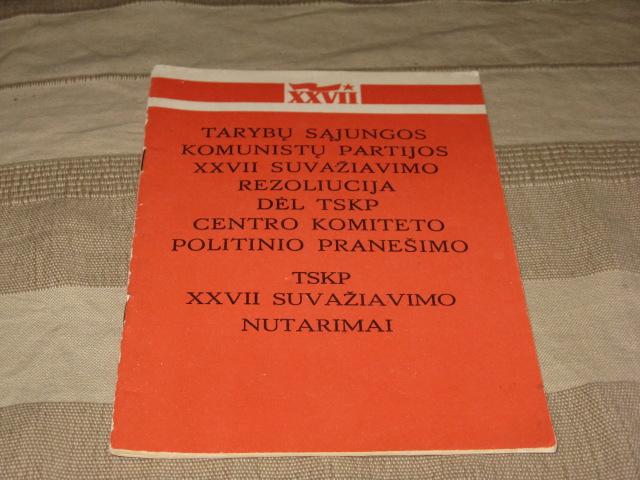 XXVII
TARYBŲ SĄJUNGOS
KOMUNISTŲ PARTIJOS
XXVII SUVAŽIAVIMO
REZOLIUCIJA
DĖL TSKP
CENTRO KOMITETO
POLITINIO PRANEŠIMO
TSKP
XXVII SUVAŽIAVIMO
NUTARIMAI